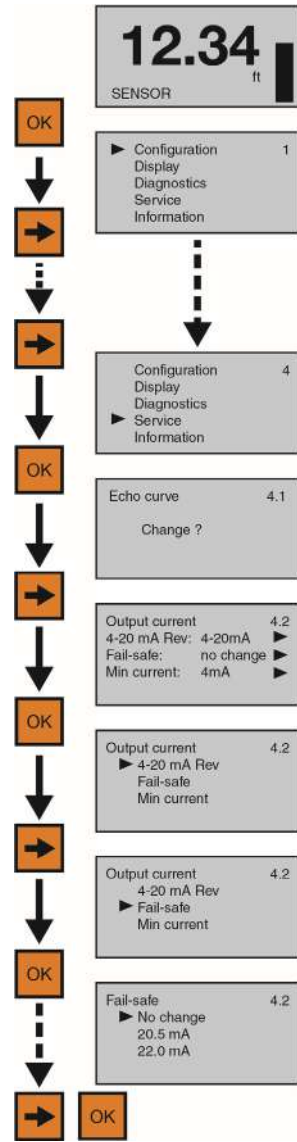 12.34
ft
SENSOR
OK
Configuration 1
Display
Diagnostics
Service
Information
Configuration 4
Display
Diagnostics
Service
Information
OK
Echo curve 4.1
Change ?
Output current 4.2
4-20 mA Rev: 4-20mA
Fail-safe: no change
Min current: 4mA
OK
Output current 4.2
4-20 mA Rev
Fail-safe
Min current
Output current 4.2
4-20 mA Rev
Fail-safe
Min current
OK
Fail-safe 4.2
No change
20.5 mA
22.0 mA
OK